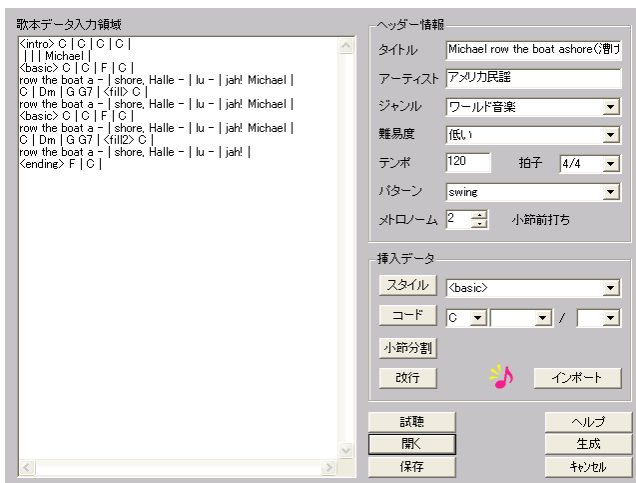 歌本データ入力領域
<intro> C | C | C | C |
| | | Michael |
<basic> C | C | F | C |
row the boat a - | shore, Halle - | lu - | jah! Michael |
C | Dm | G G7 | <fill> C |
row the boat a - | shore, Halle - | lu - | jah! Michael |
<basic> C | C | F | C |
row the boat a - | shore, Halle - | lu - | jah! Michael |
C | Dm | G G7 | <fill2> C |
row the boat a - | shore, Halle - | lu - | jah! |
<ending> F | C |
ヘッダー情報
タイトル Michael row the boat ashore(漕げ
アーティスト アメリカ民謡
ジャンル ワールド音楽
難易度 低い
テンポ 120 拍子 4/4
パターン swing
メトロノーム 2 小節前打ち
挿入データ
スタイル <basic>
コード C /
小節分割
改行 インポート
試聴 ヘルプ
開く 生成
保存 キャンセル